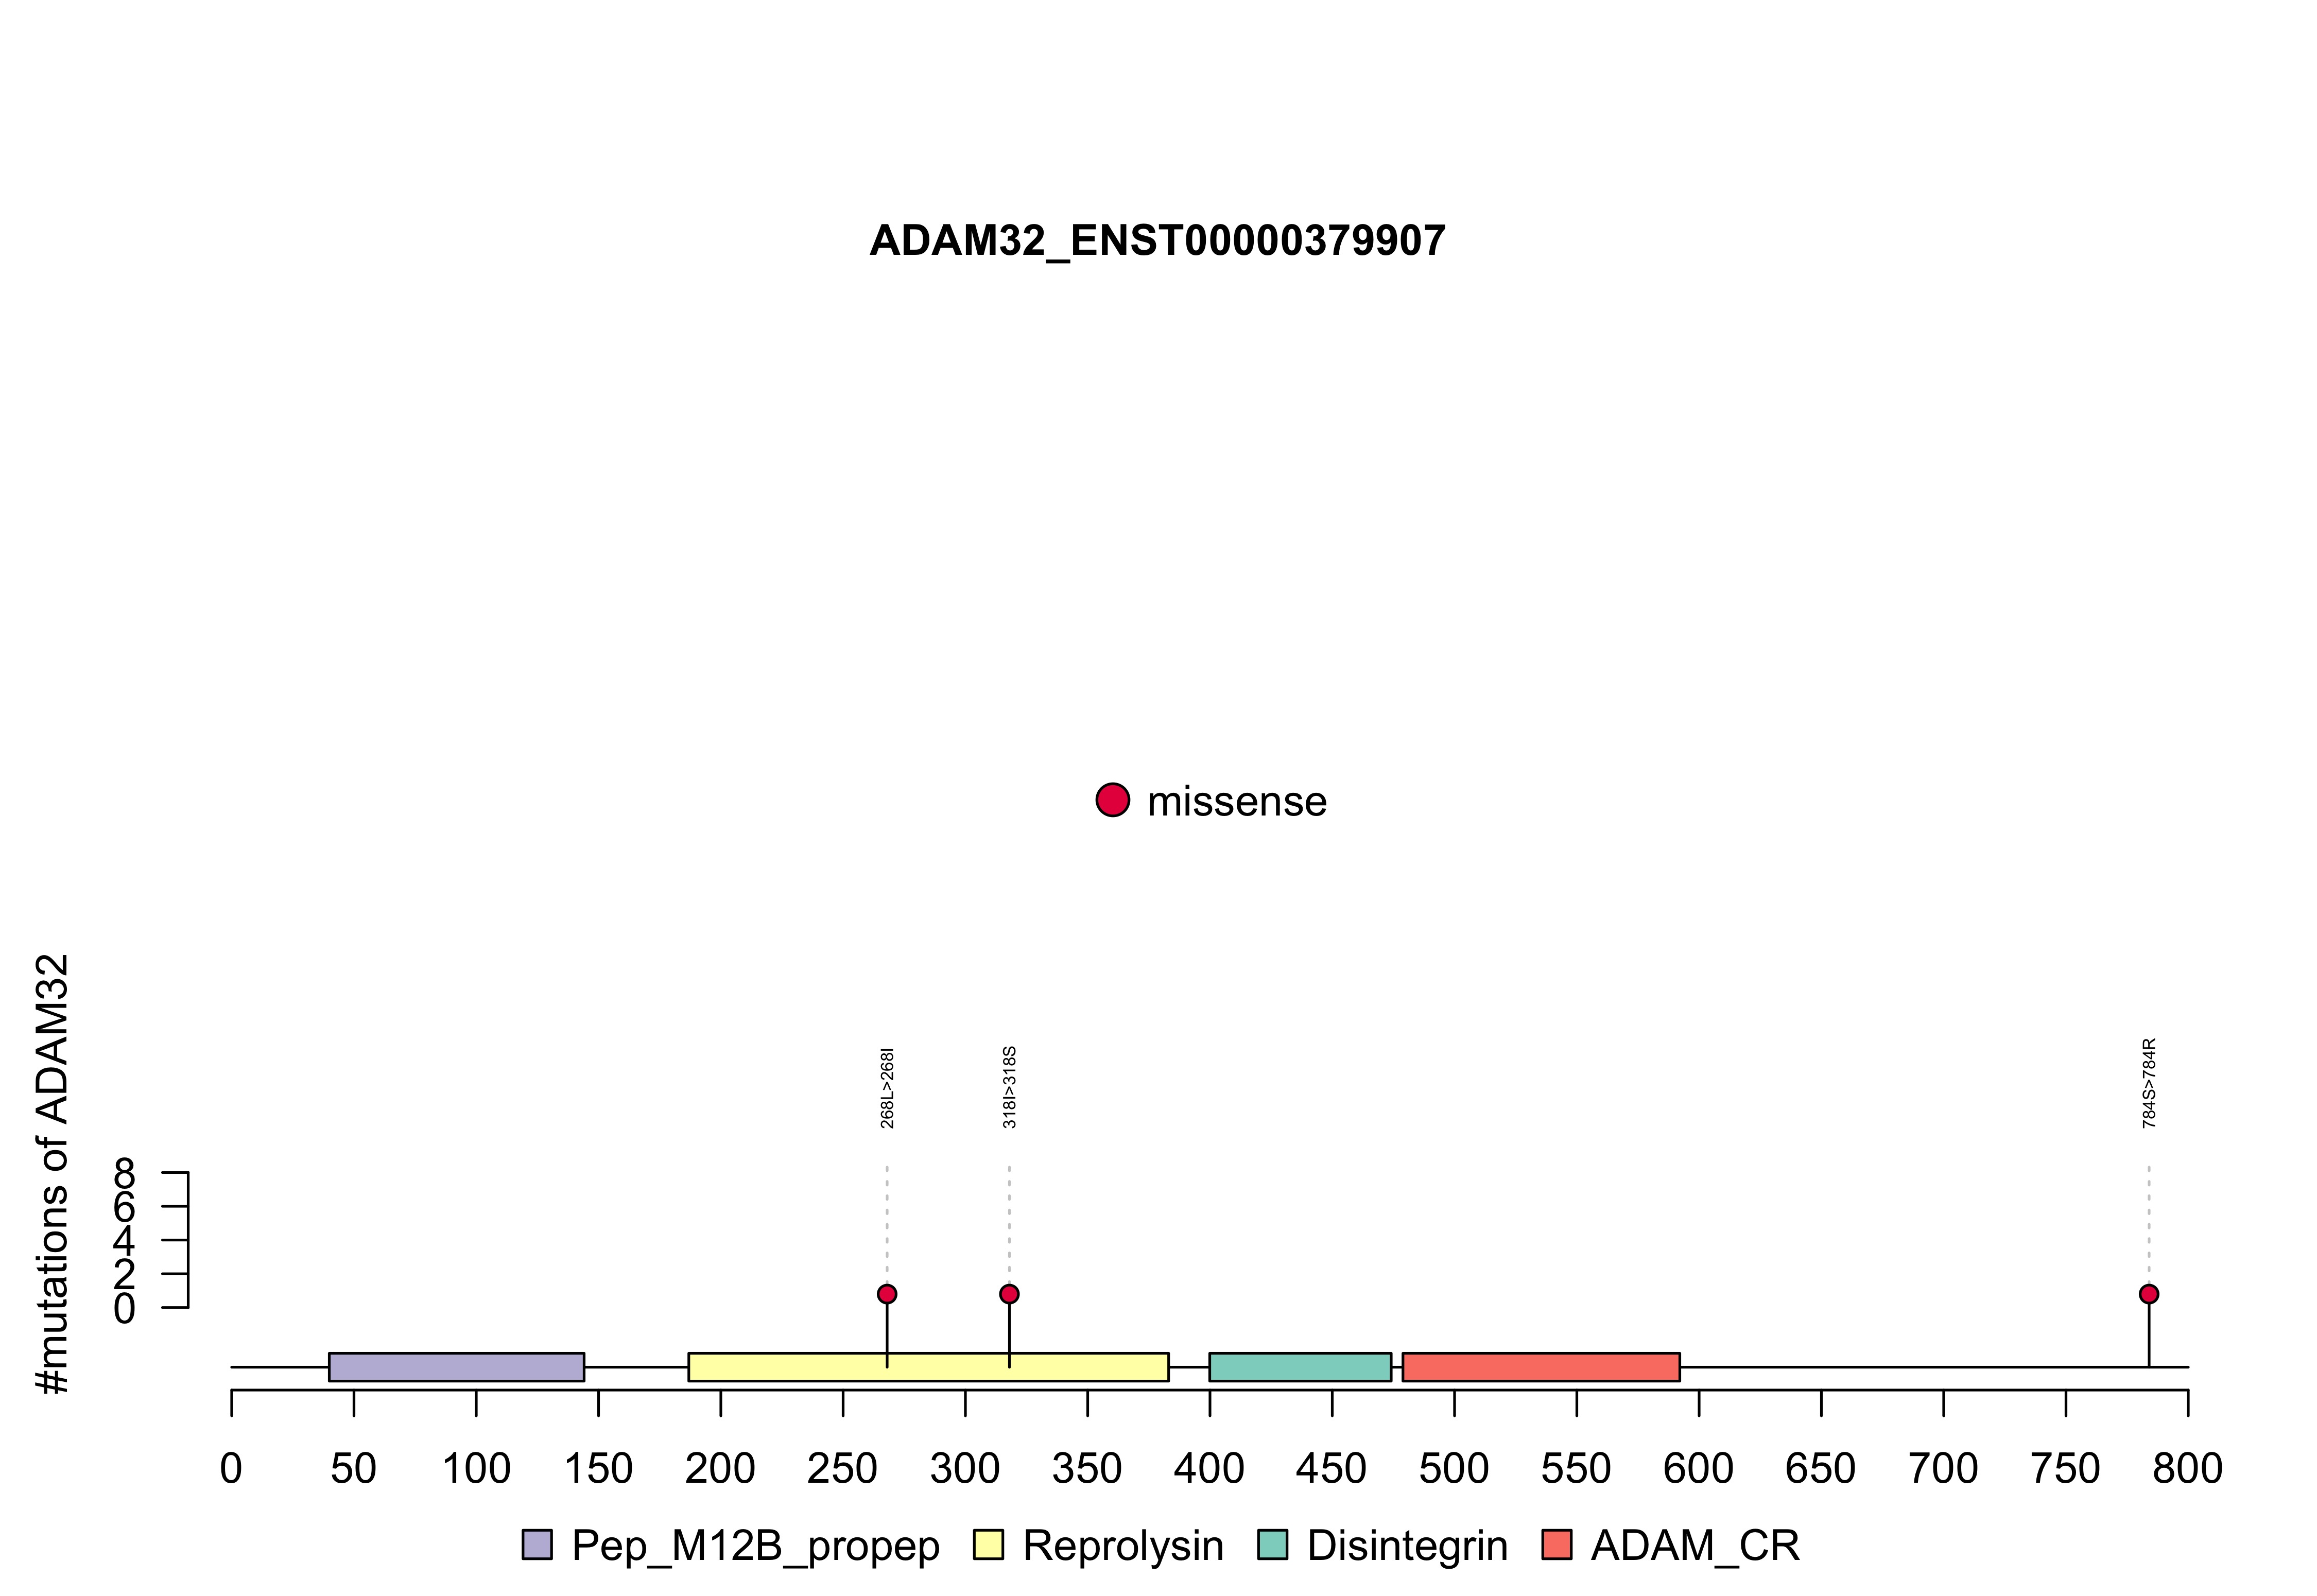 ADAM32_ENST00000379907
missense
#mutations of ADAM32
268L>268I
318I>318S
784S>784R
8
6
4
2
0
0 50 100 150 200 250 300 350 400 450 500 550 600 650 700 750 800
Pep_M12B_propep Reprolysin Disintegrin ADAM_CR